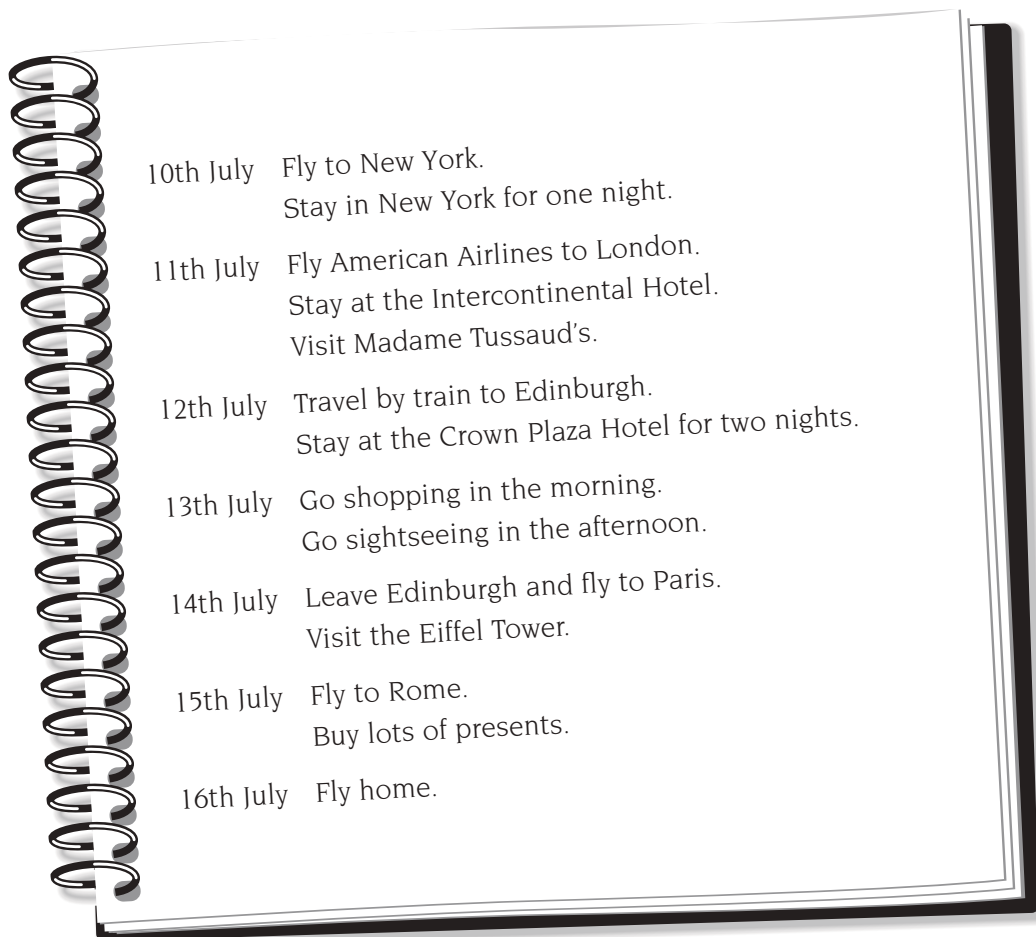 10th July Fly to New York.
Stay in New York for one night.
11th July Fly American Airlines to London.
Stay at the Intercontinental Hotel.
Visit Madame Tussaud's.
12th July Travel by train to Edinburgh.
Stay at the Crown Plaza Hotel for two nights.
13th July Go shopping in the morning.
Go sightseeing in the afternoon.
14th July Leave Edinburgh and fly to Paris.
Visit the Eiffel Tower.
15th July Fly to Rome.
Buy lots of presents.
16th July Fly home.